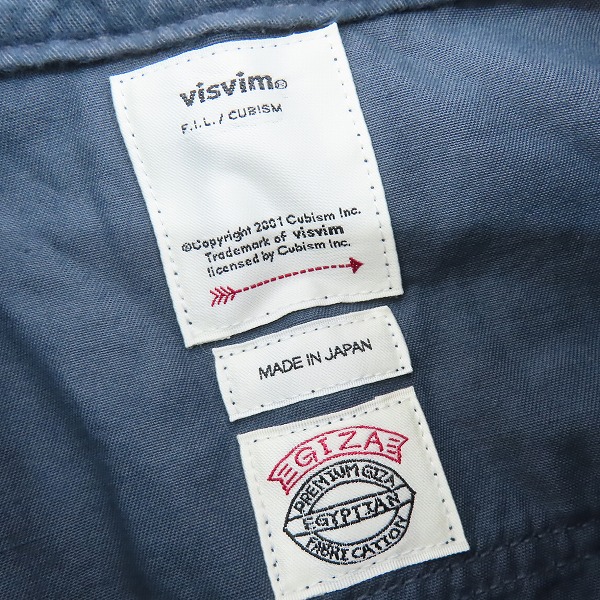 visvim®
F.I.L. / CUBISM
©Copyright 2001 Cubism Inc.
Trademark of visvim
licensed by Cubism Inc.
MADE IN JAPAN
GIZA
PREMIUM GIZA
EGYPTIAN
FABRICATION